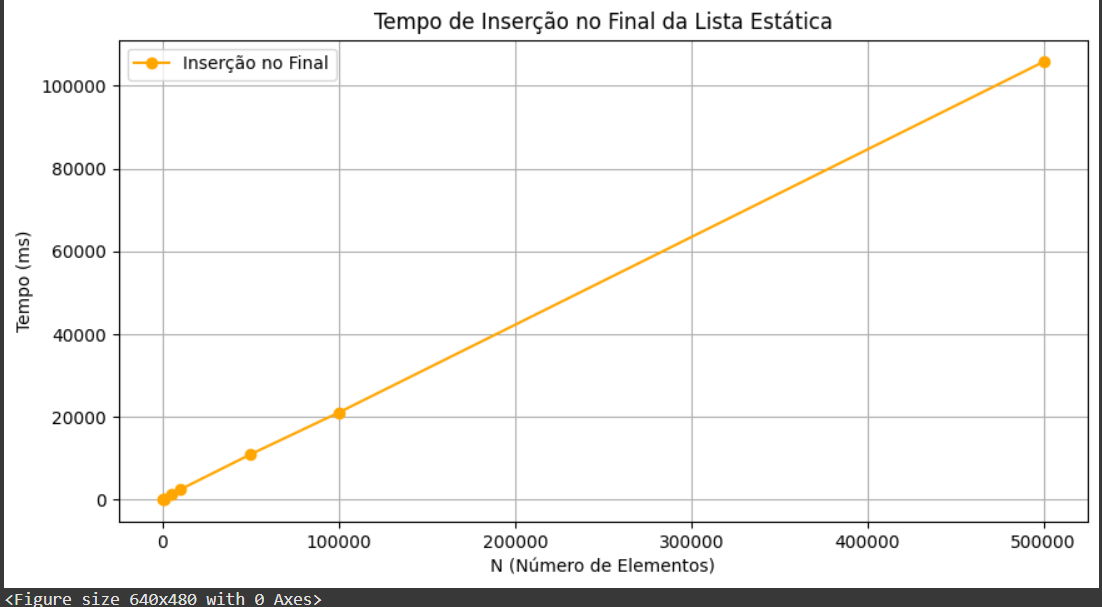 Tempo de Inserção no Final da Lista Estática
Inserção no Final
100000
80000
60000
40000
20000
0
Tempo (ms)
0 100000 200000 300000 400000 500000
N (Número de Elementos)
<Figure size 640x480 with 0 Axes>